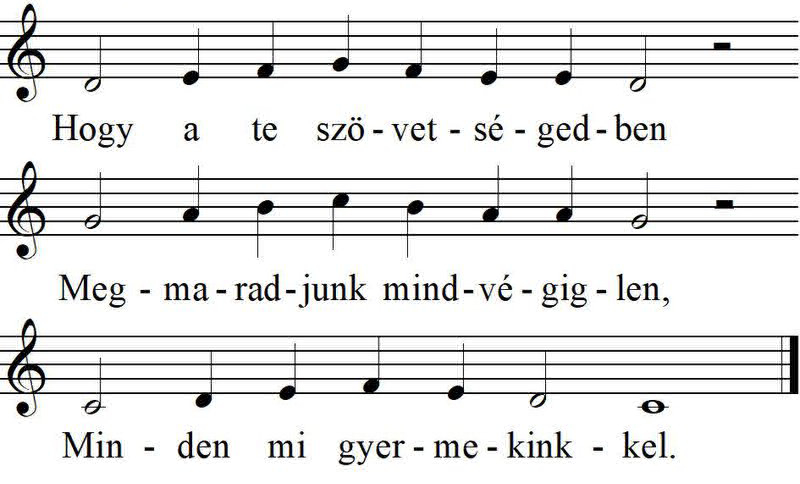 Hogy a te szö - vet - sé - ged - ben
Meg - ma - rad - junk mind - vé - gig - len,
Min - den mi gyer - me - kink - kel.